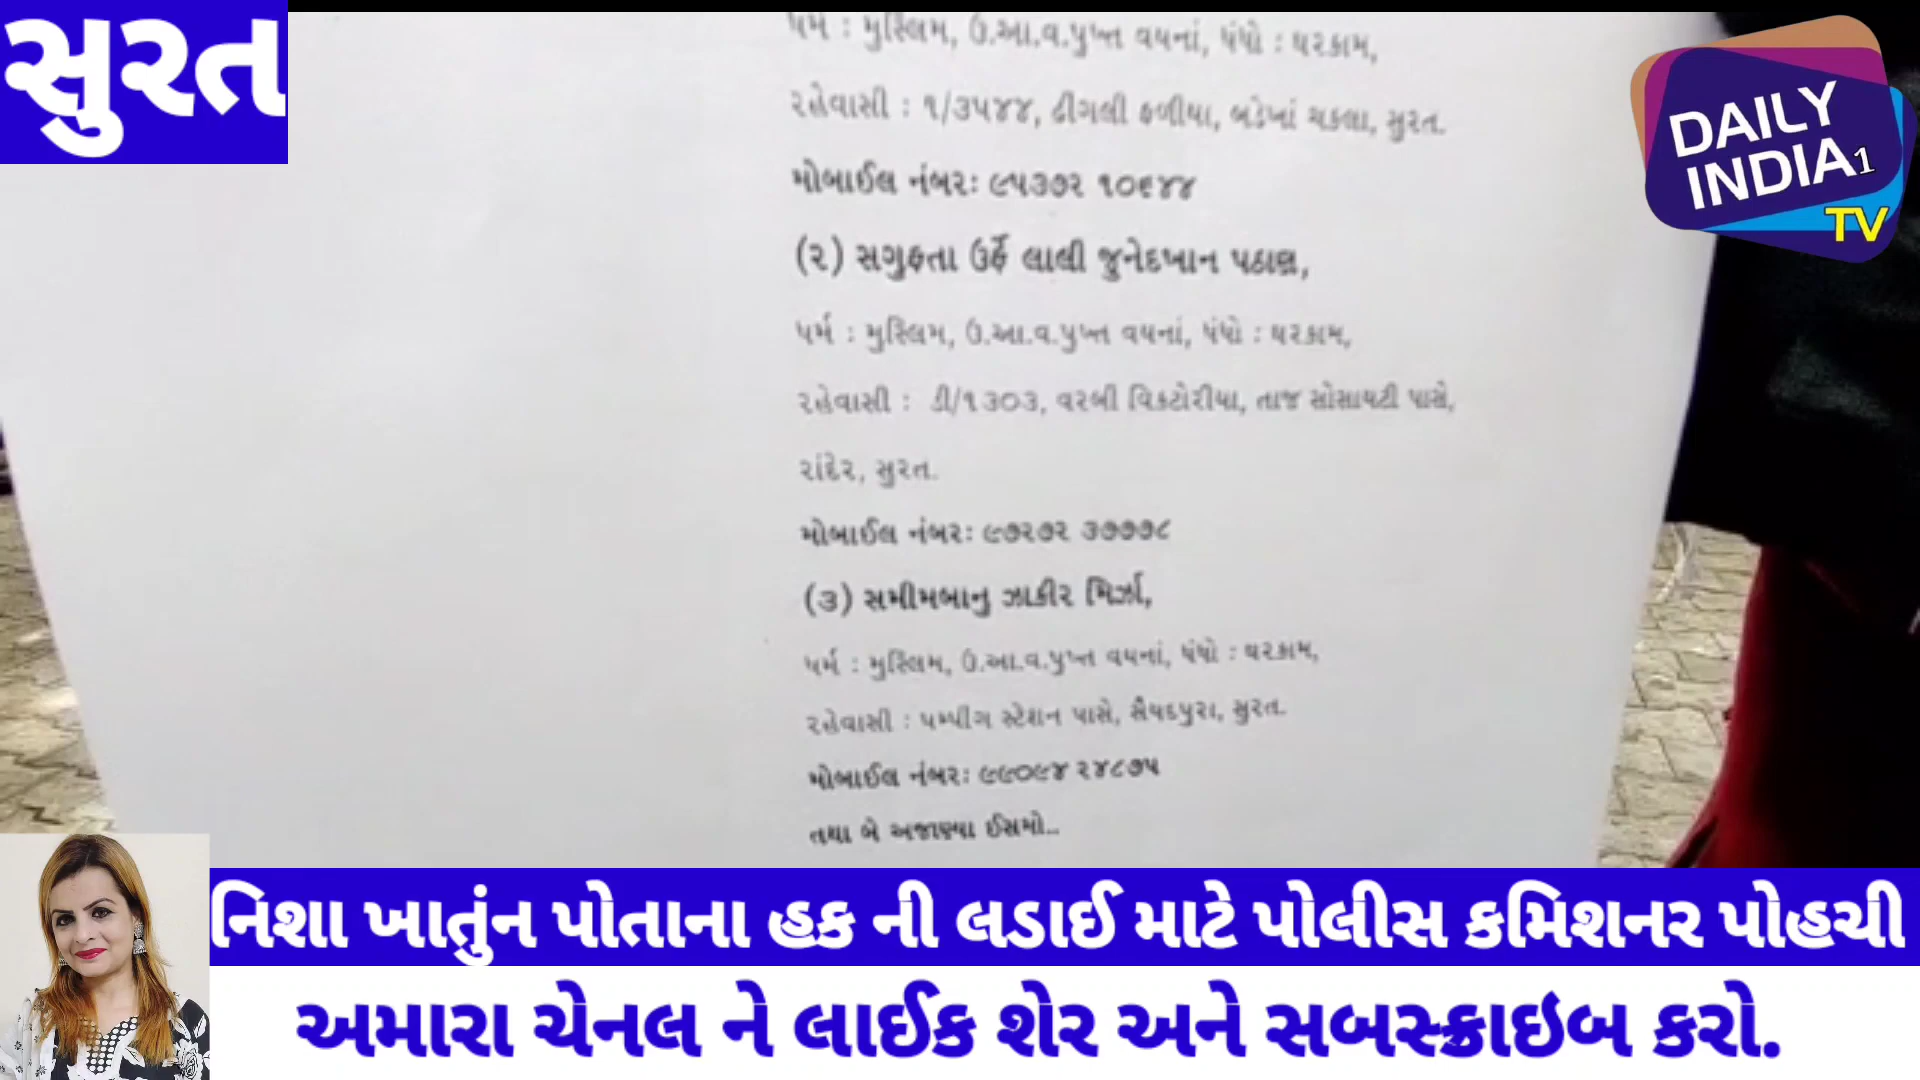 સુરત
DAILY
INDIA1
TV
ધર્મ : મુસ્લિમ, ઉ.આ.વ.પુખ્ત વયનાં, ધંધો : ઘરકામ,
રહેવાસી : ૧/૩૫૪૪, ઢીંગલી ફળીયા, બડેખાં ચકલા, સુરત.
મોબાઈલ નંબરઃ ૯૫૩૭૨ ૧૦૬૪૪
(૨) સગુફતા ઉર્ફે લાલી જુનેદખાન પઠાણ,
ધર્મ : મુસ્લિમ, ઉ.આ.વ.પુખ્ત વયનાં, ધંધો : ઘરકામ,
રહેવાસી : ડી/૧૩૦૩, વરબી વિકટોરીયા, તાજ સોસાયટી પાસે,
રાંદેર, સુરત.
મોબાઈલ નંબરઃ ૯૭૨૭૨ ૩૭૭૭૮
(૩) સમીમબાનુ ઝાકીર મિર્ઝા,
ધર્મ : મુસ્લિમ, ઉ.આ.વ.પુખ્ત વયનાં, ધંધો : ઘરકામ,
રહેવાસી : પમ્પીગ સ્ટેશન પાસે, સૈયદપુરા, સુરત.
મોબાઈલ નંબરઃ ૯૯૦૯૪ ૨૪૮૭૫
તથા બે અજાણ્યા ઈસમો...
નિશા ખાતુંન પોતાના હક ની લડાઈ માટે પોલીસ કમિશનર પોહચી
અમારા ચેનલ ને લાઈક શેર અને સબસ્ક્રાઇબ કરો.